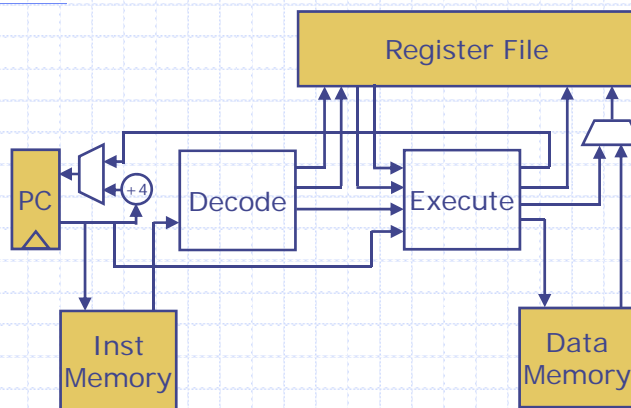 Register File
PC
+4
Decode
Execute
Inst
Memory
Data
Memory